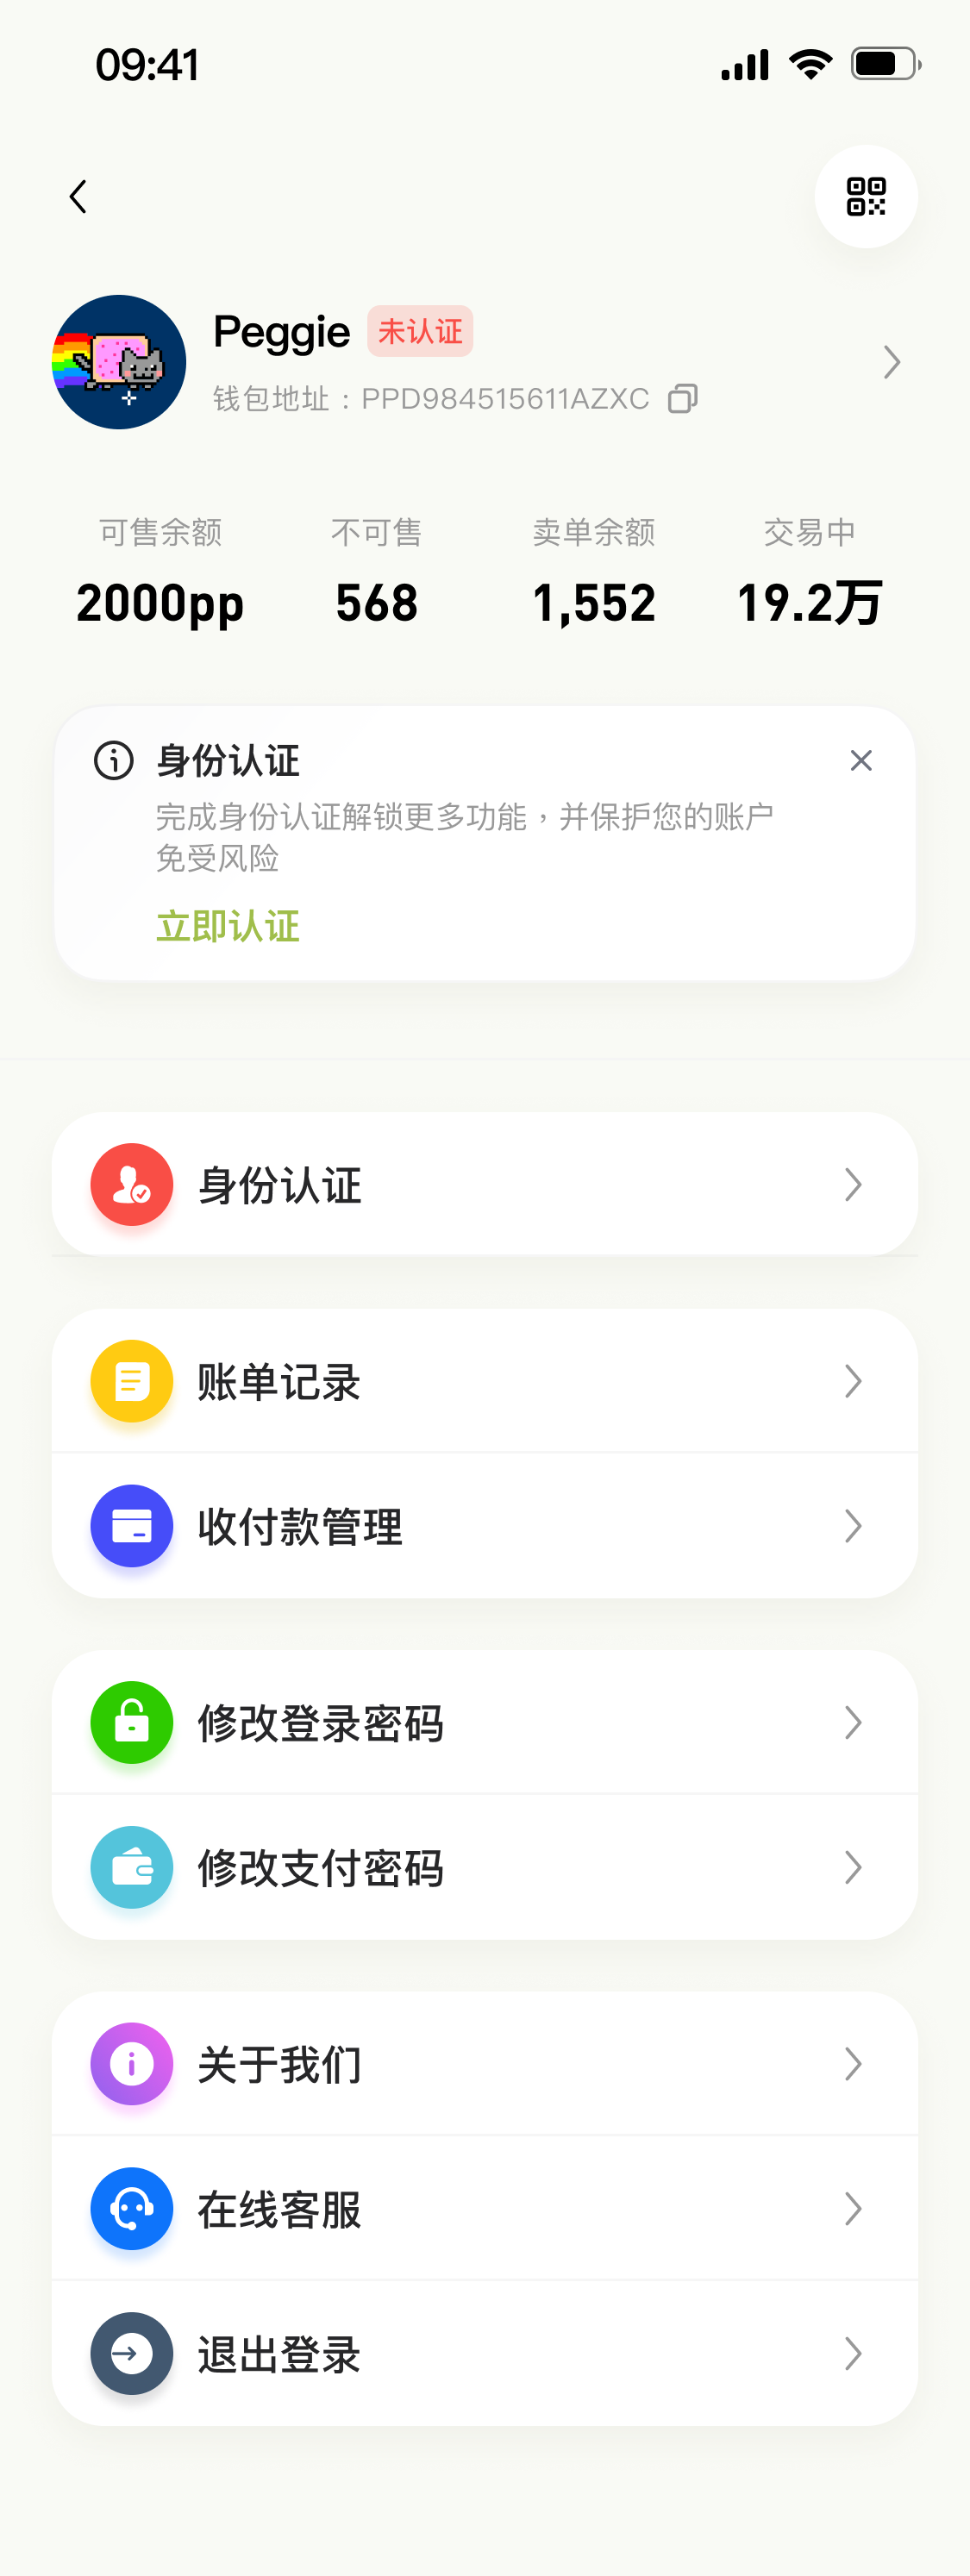 09:41
Peggie 未认证
钱包地址：PPD984515611AZXC
可售余额 不可售 卖单余额 交易中
2000pp 568 1,552 19.2万
身份认证
完成身份认证解锁更多功能，并保护您的账户
免受风险
立即认证
身份认证
账单记录
收付款管理
修改登录密码
修改支付密码
关于我们
在线客服
退出登录